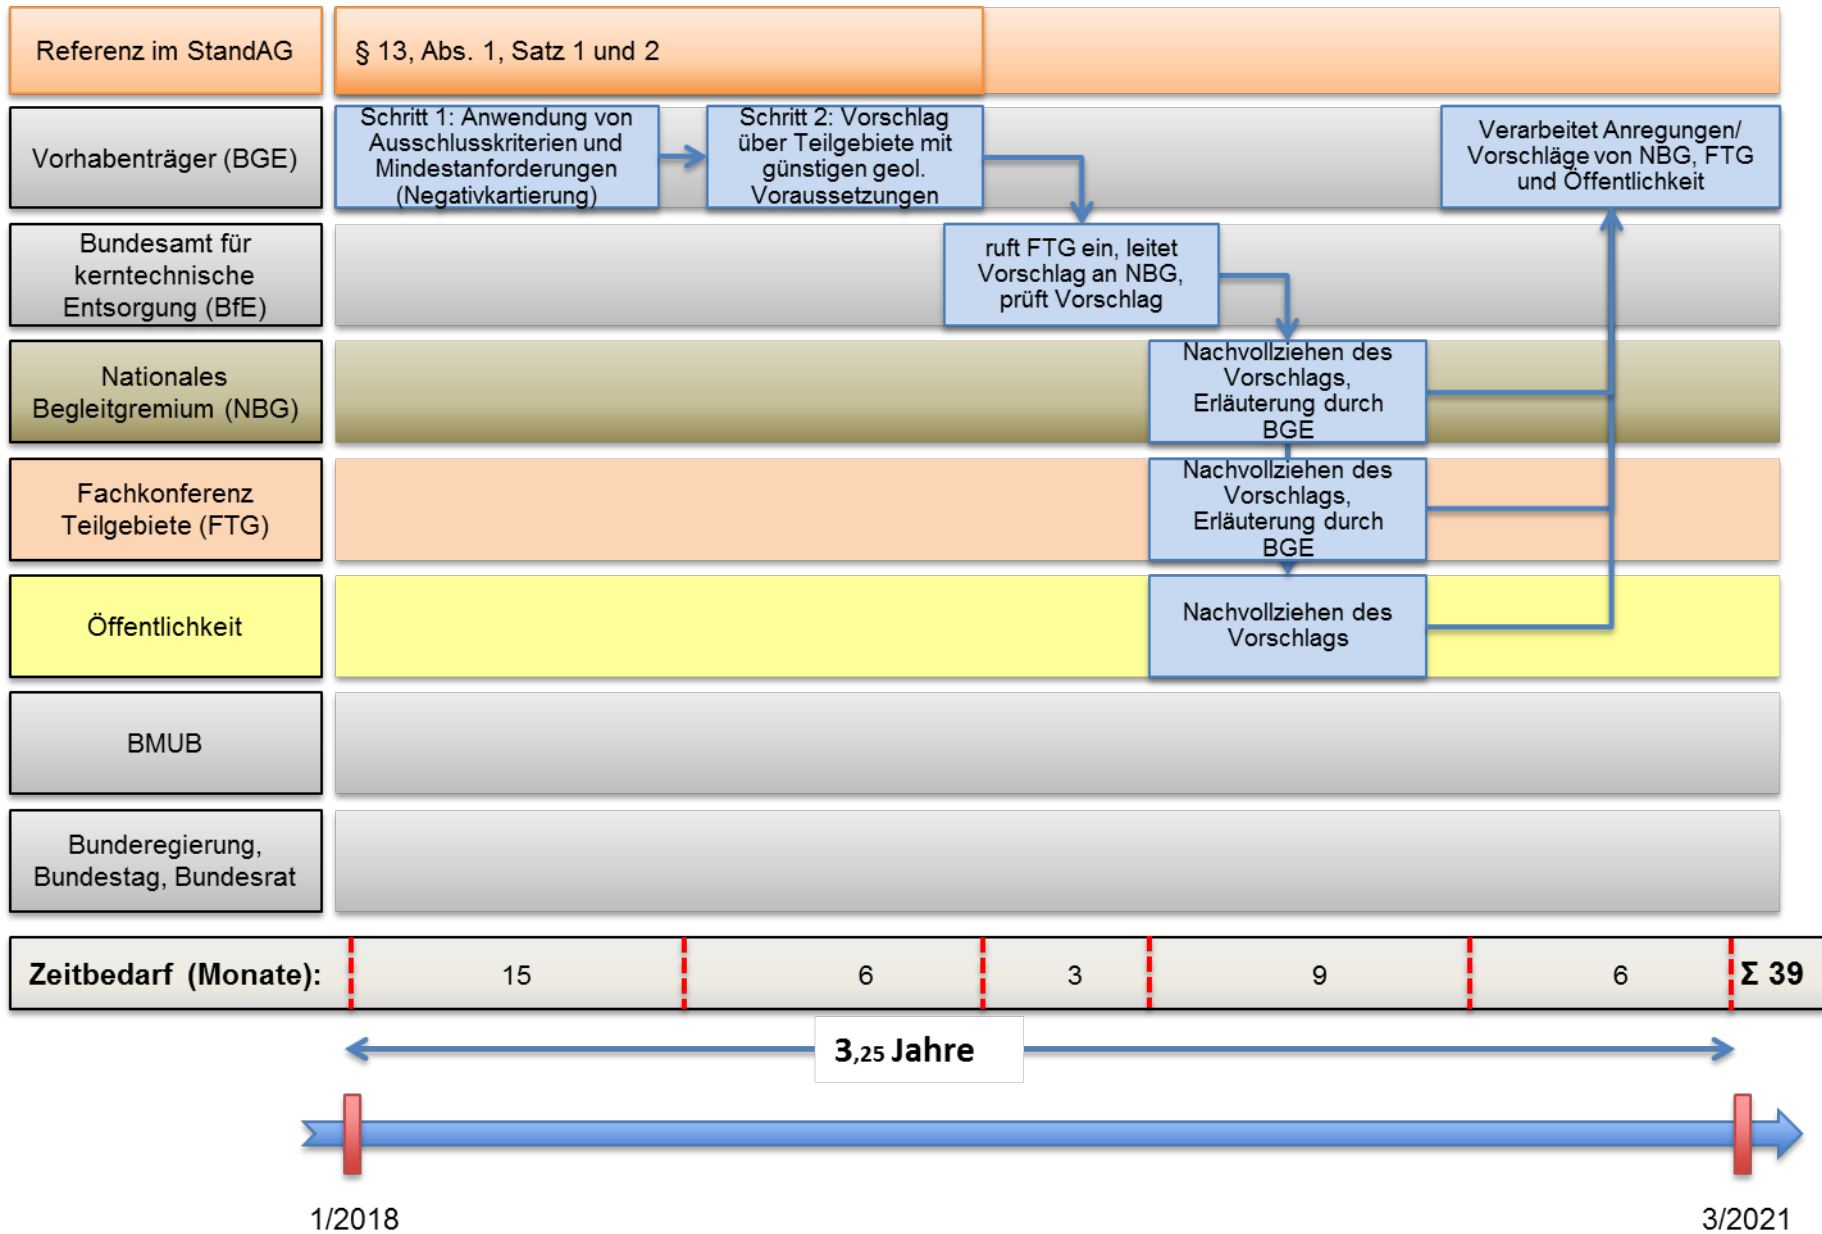 Referenz im StandAG
§ 13, Abs. 1, Satz 1 und 2
Vorhabenträger (BGE)
Schritt 1: Anwendung von
Ausschlusskriterien und
Mindestanforderungen
(Negativkartierung)
Schritt 2: Vorschlag
über Teilgebiete mit
günstigen geol.
Voraussetzungen
Verarbeitet Anregungen/
Vorschläge von NBG, FTG
und Öffentlichkeit
Bundesamt für
kerntechnische
Entsorgung (BfE)
ruft FTG ein, leitet
Vorschlag an NBG,
prüft Vorschlag
Nationales
Begleitgremium (NBG)
Nachvollziehen des
Vorschlags,
Erläuterung durch
BGE
Fachkonferenz
Teilgebiete (FTG)
Nachvollziehen des
Vorschlags,
Erläuterung durch
BGE
Öffentlichkeit
Nachvollziehen des
Vorschlags
BMUB
Bunderegierung,
Bundestag, Bundesrat
Zeitbedarf (Monate): 15 6 3 9 6 Σ 39
3,25 Jahre
1/2018 3/2021